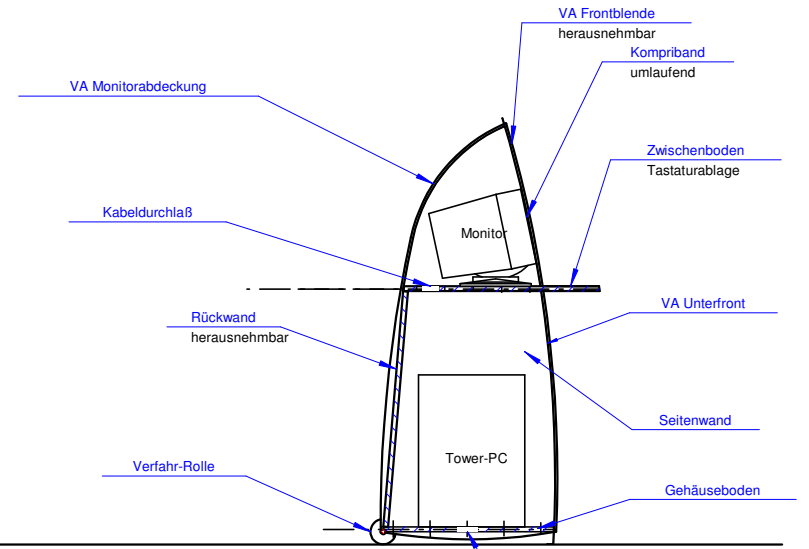 VA Frontblende
herausnehmbar
Kompriband
umlaufend
VA Monitorabdeckung
Zwischenboden
Tastaturablage
Kabeldurchlaß
Monitor
VA Unterfront
Rückwand
herausnehmbar
Seitenwand
Tower-PC
Verfahr-Rolle
Gehäuseboden